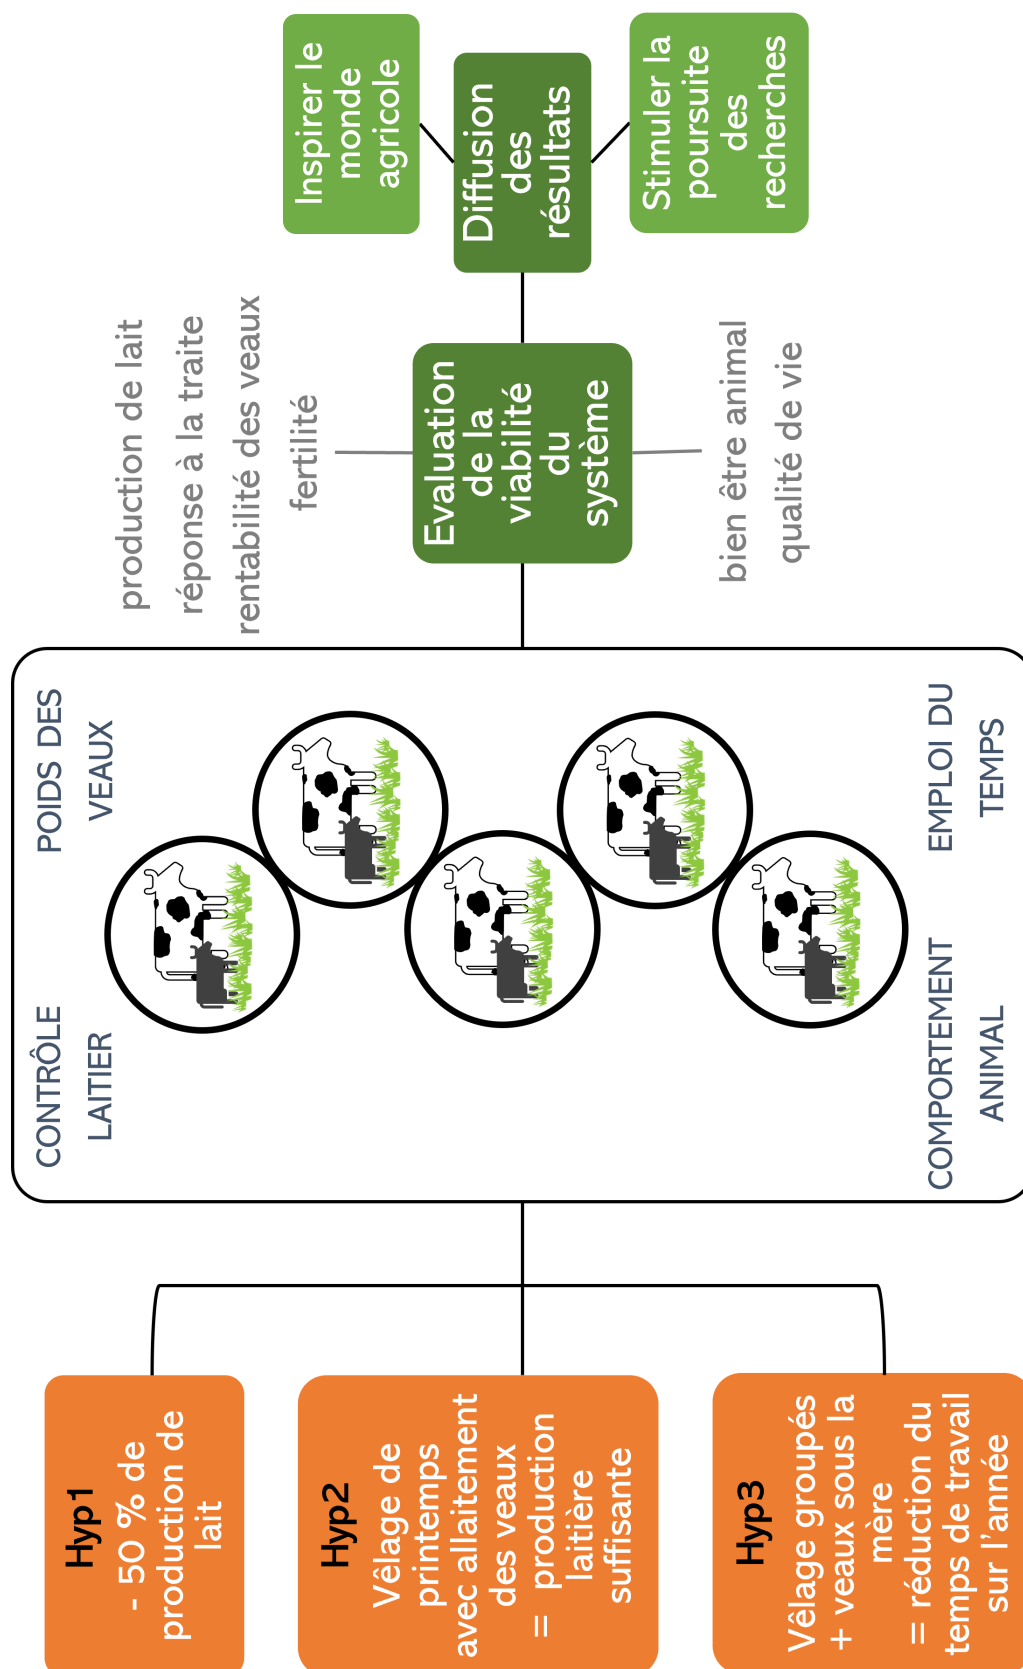 Hyp1
- 50 % de
production de
lait
Hyp2
Vêlage de
printemps
avec allaitement
des veaux
= production
laitière
suffisante
Hyp3
Vêlage groupés
+ veaux sous la
mère
= réduction du
temps de travail
sur l'année
CONTRÔLE
LAITIER
POIDS DES
VEAUX
COMPORTEMENT
ANIMAL
EMPLOI DU
TEMPS
production de lait
réponse à la traite
rentabilité des veaux
fertilité
Evaluation
de la
viabilité
du
système
bien être animal
qualité de vie
Inspirer le
monde
agricole
Diffusion
des
résultats
Stimuler la
poursuite
des
recherches